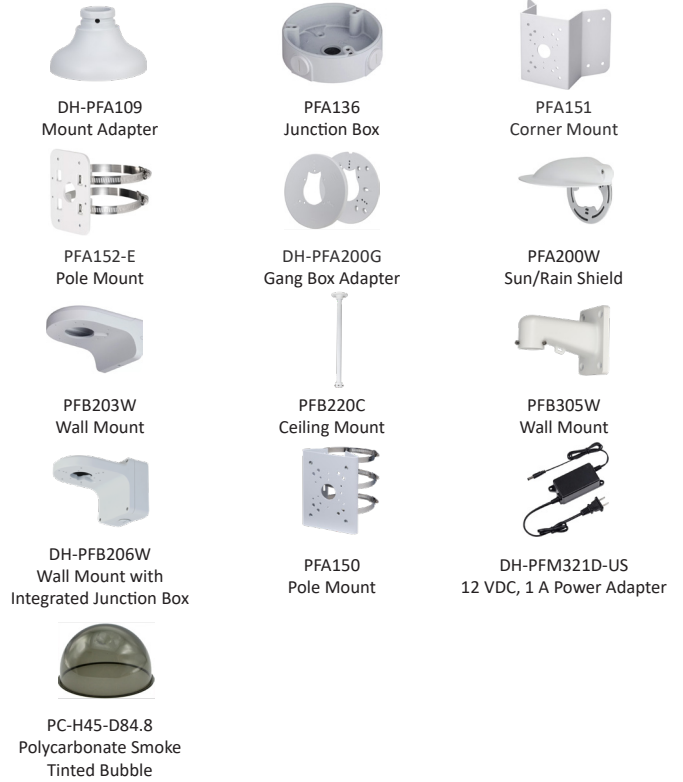 DH-PFA109
Mount Adapter
PFA136
Junction Box
PFA151
Corner Mount
PFA152-E
Pole Mount
DH-PFA200G
Gang Box Adapter
PFA200W
Sun/Rain Shield
PFB203W
Wall Mount
PFB220C
Ceiling Mount
PFB305W
Wall Mount
DH-PFB206W
Wall Mount with
Integrated Junction Box
PFA150
Pole Mount
DH-PFM321D-US
12 VDC, 1 A Power Adapter
PC-H45-D84.8
Polycarbonate Smoke
Tinted Bubble